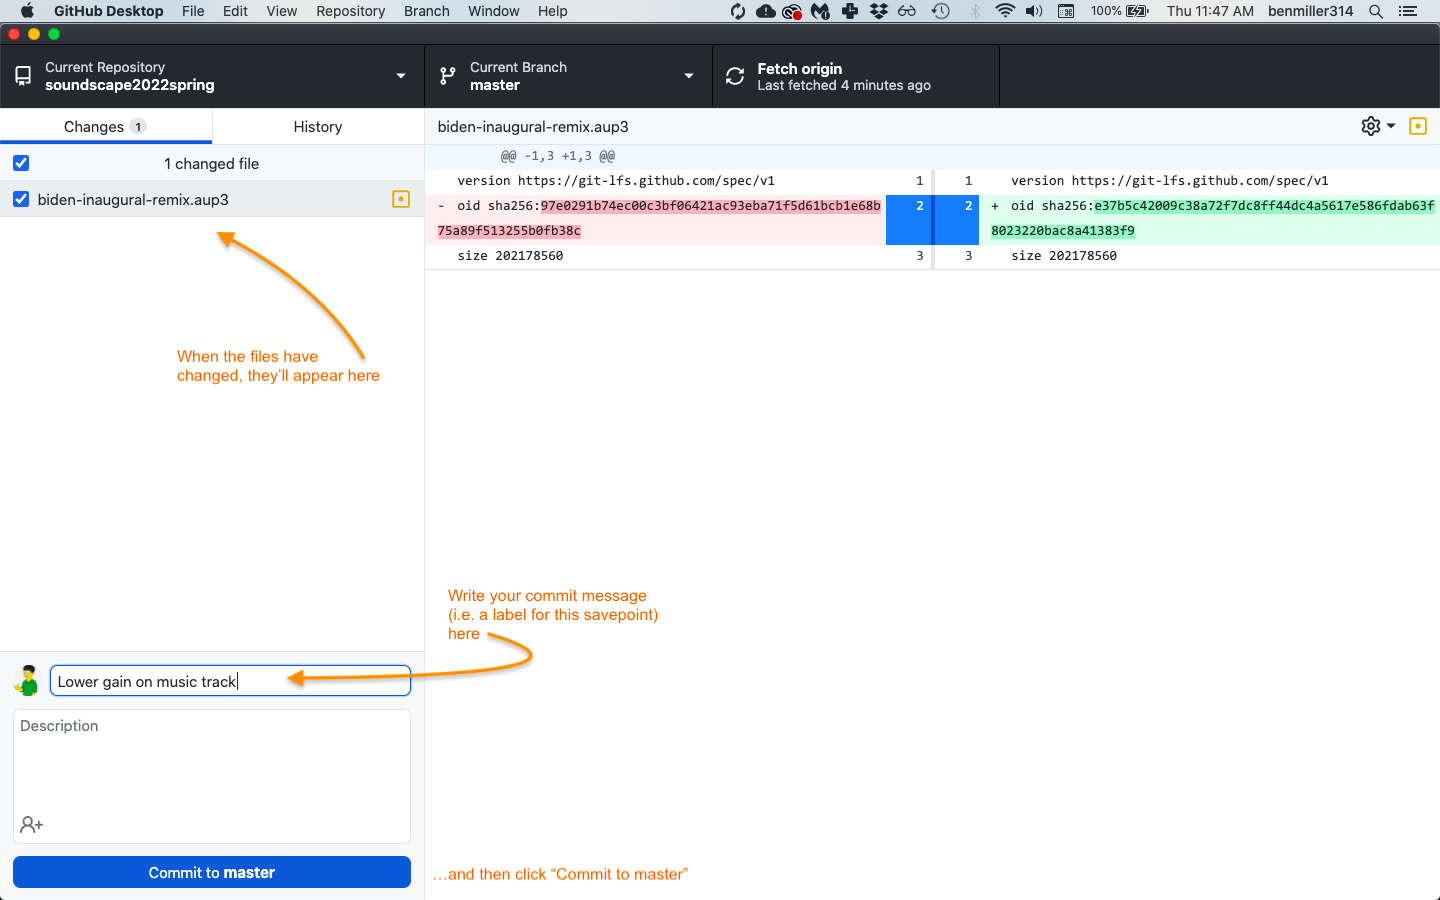 GitHub Desktop File Edit View Repository Branch Window Help 100% Thu 11:47 AM benmiller314
Current Repository
soundscape2022spring
Current Branch
master
Fetch origin
Last fetched 4 minutes ago
Changes 1
History
1 changed file
biden-inaugural-remix.aup3
When the files have
changed, they'll appear here
biden-inaugural-remix.aup3
@@ -1,3 +1,3 @@
version https://git-lfs.github.com/spec/v1 1
1 version https://git-lfs.github.com/spec/v1
- oid sha256:97e0291b74ec00c3bf06421ac93eba71f5d61bcb1e68b 2
75a89f513255b0fb38c
2 + oid sha256:e37b5c42009c38a72f7dc8ff44dc4a5617e586fdab63f
8023220bac8a41383f9
size 202178560 3
3 size 202178560
Write your commit message
(i.e. a label for this savepoint)
here
Lower gain on music track
Description
Commit to master
…and then click “Commit to master”